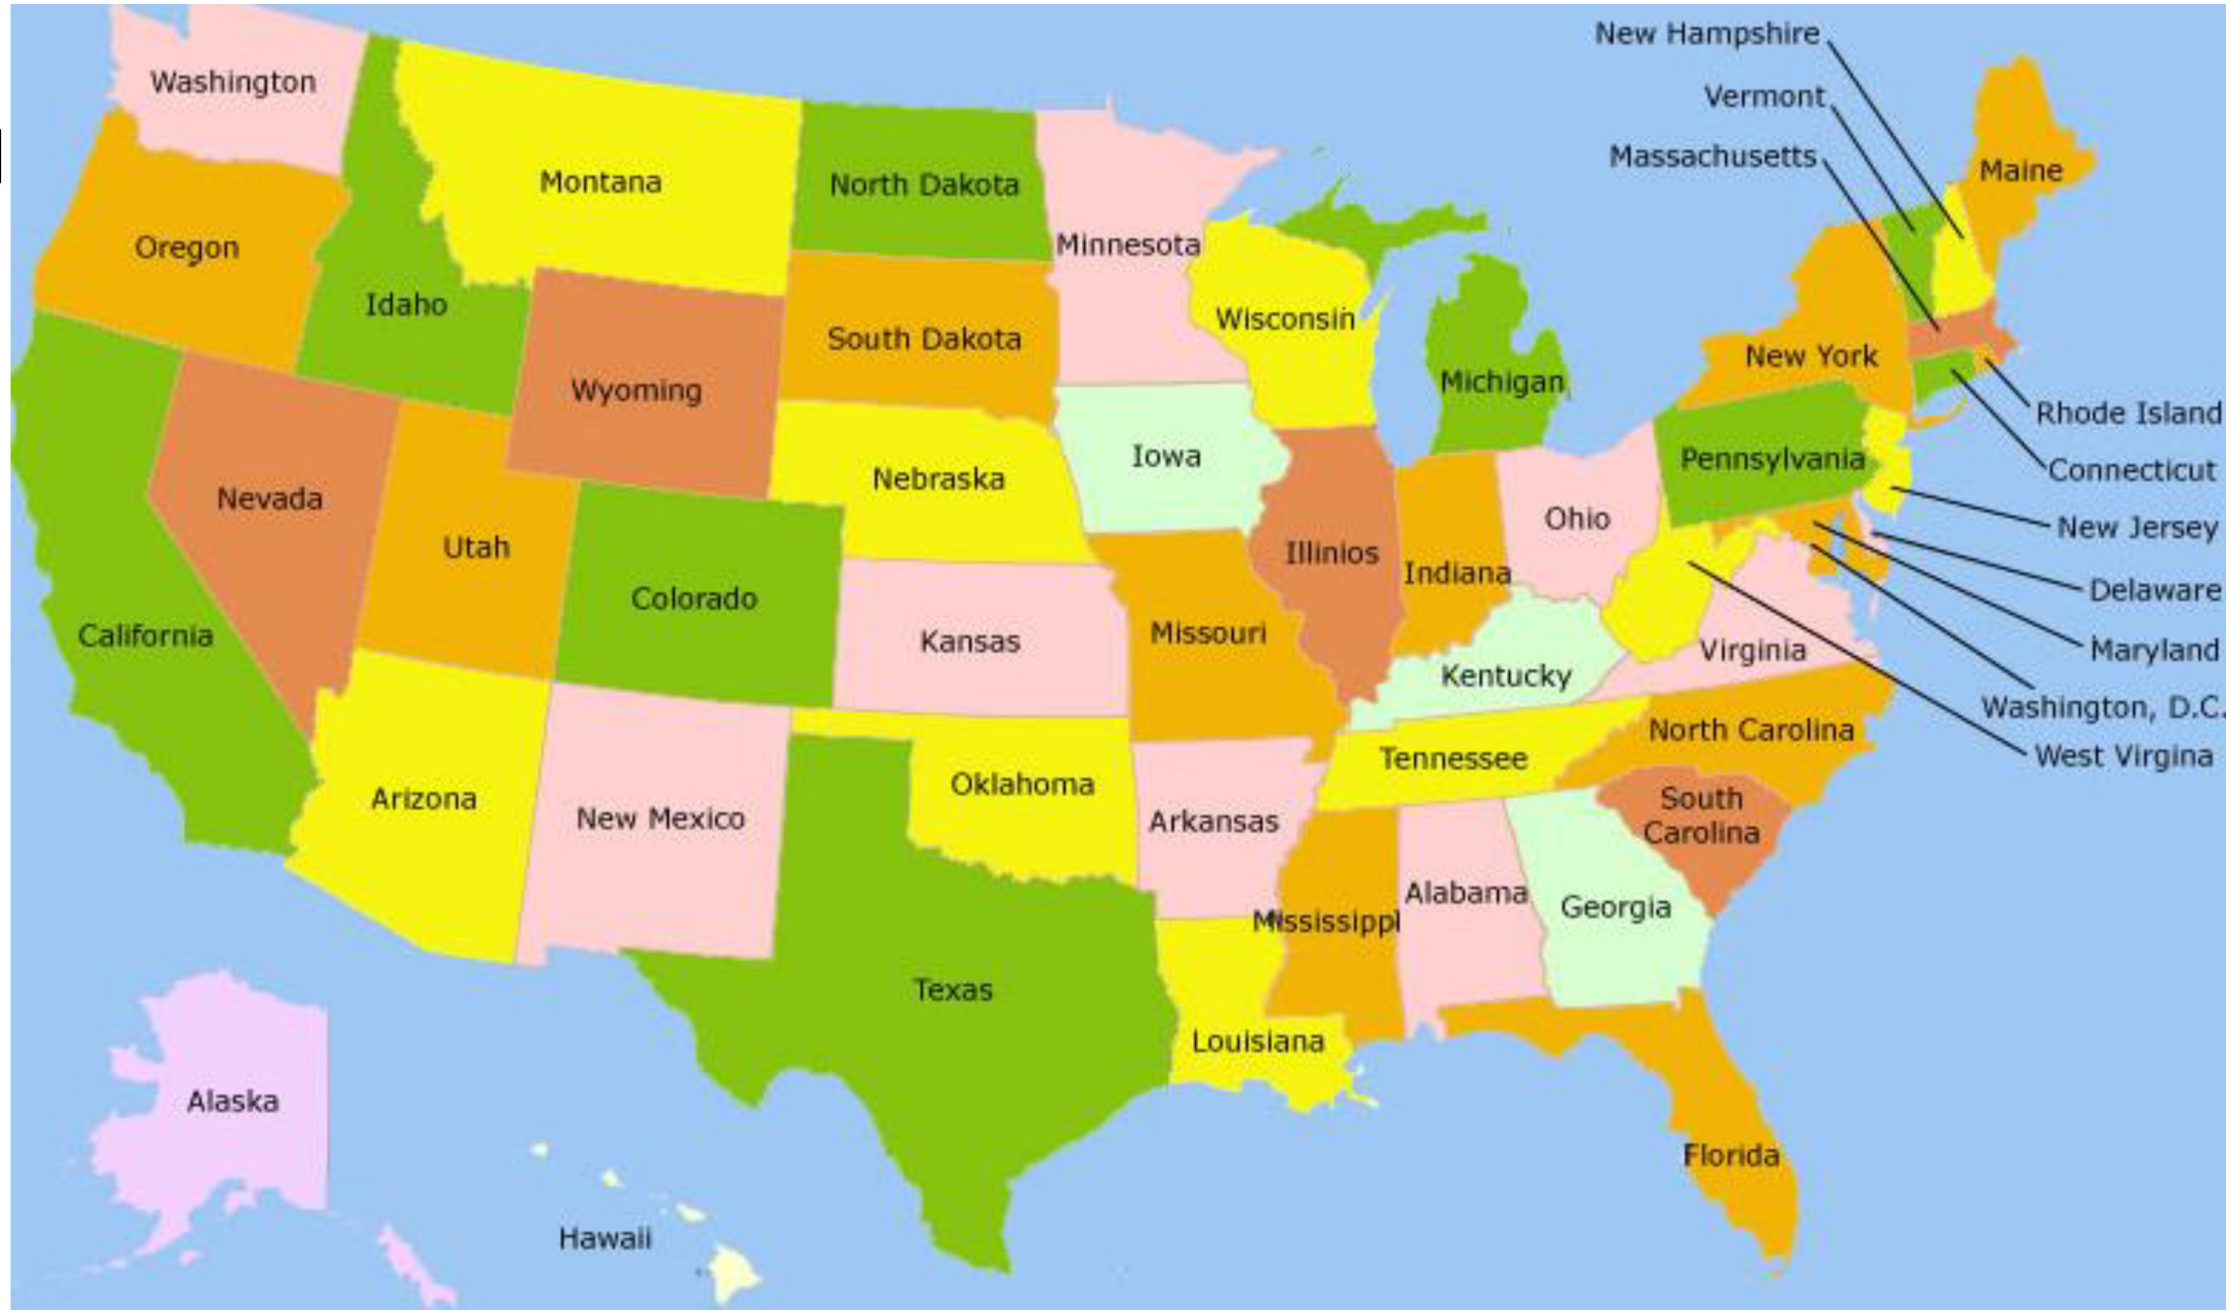 New Hampshire
Vermont
Massachusetts
Washington
Montana
North Dakota
Minnesota
Maine
Oregon
Idaho
Wisconsin
South Dakota
Wyoming
Michigan
New York
Rhode Island
Iowa
Nebraska
Pennsylvania
Connecticut
Nevada
Utah
Illinios
Indiana
Ohio
New Jersey
Colorado
Delaware
California
Kansas
Missouri
Kentucky
Virginia
Maryland
Washington, D.C.
West Virgina
Arizona
New Mexico
Oklahoma
Arkansas
Tennessee
North Carolina
South
Carolina
Mississippi
Alabama
Georgia
Texas
Louisiana
Alaska
Hawaii
Florida